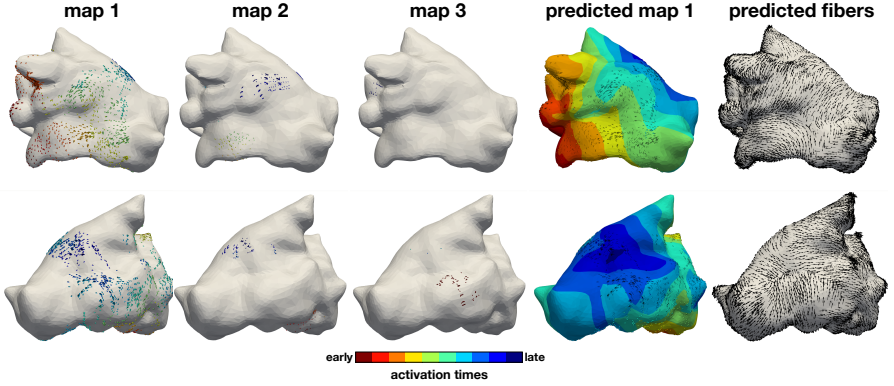 map 1
map 2
map 3
predicted map 1
predicted fibers
early
late
activation times